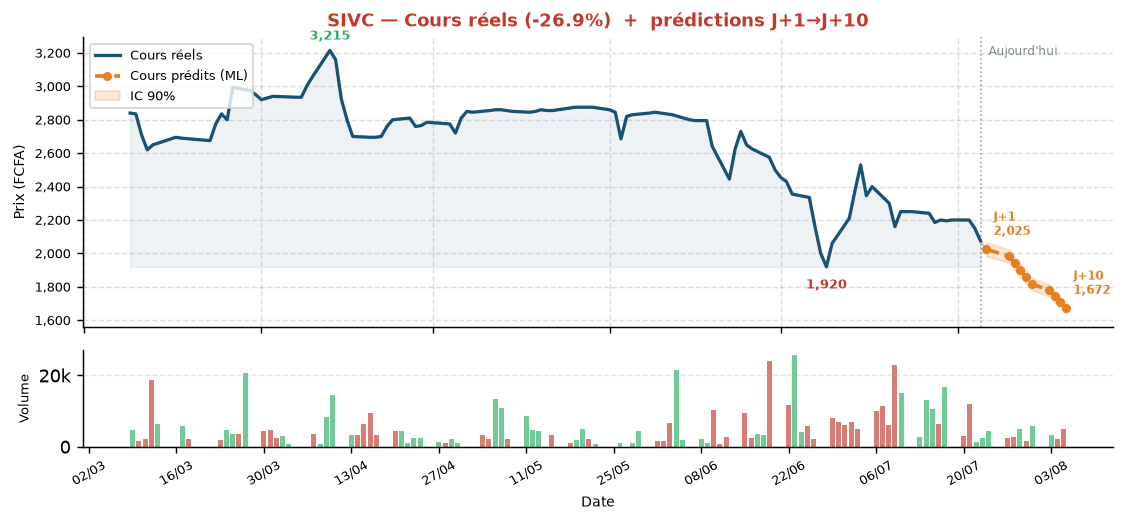 SIVC — Cours réels (-26.9%) + prédictions J+1→J+10
3,215
Aujourd'hui
Cours réels
Cours prédits (ML)
IC 90%
Prix (FCFA)
3,200
3,000
2,800
2,600
2,400
2,200
2,000
1,800
1,600
J+1
2,025
J+10
1,672
1,920
Volume
20k
0
02/03 16/03 30/03 13/04 27/04 11/05 25/05 08/06 22/06 06/07 20/07 03/08
Date